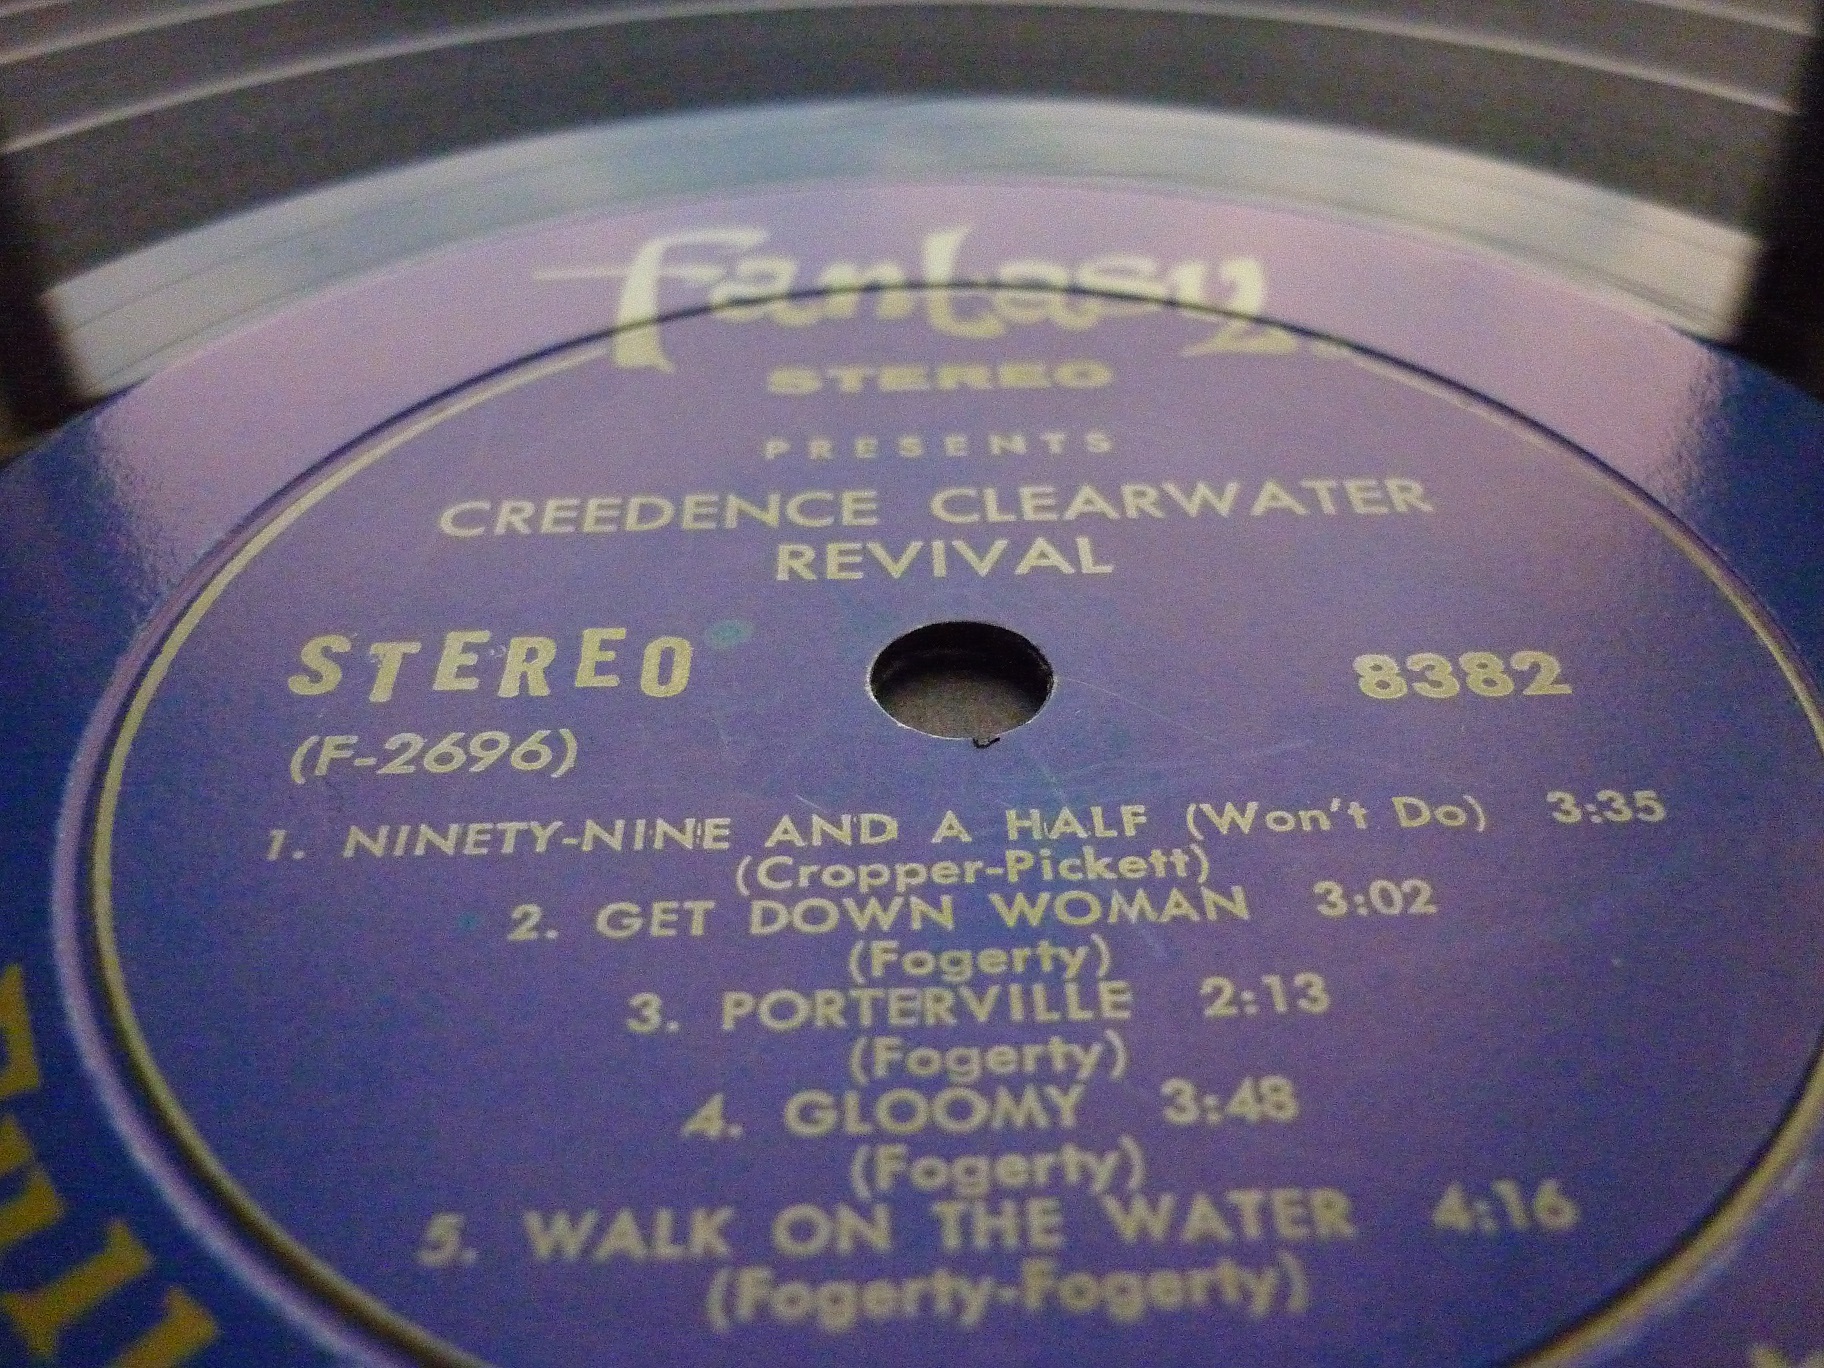 Fantasy
STEREO
PRESENTS
CREEDENCE CLEARWATER
REVIVAL
STEREO
8382
(F-2696)
1. NINETY-NINE AND A HALF (Won't Do) 3:35
(Cropper-Pickett)
2. GET DOWN WOMAN 3:02
(Fogerty)
3. PORTERVILLE 2:13
(Fogerty)
4. GLOOMY 3:48
(Fogerty)
5. WALK ON THE WATER 4:16
(Fogerty-Fogerty)